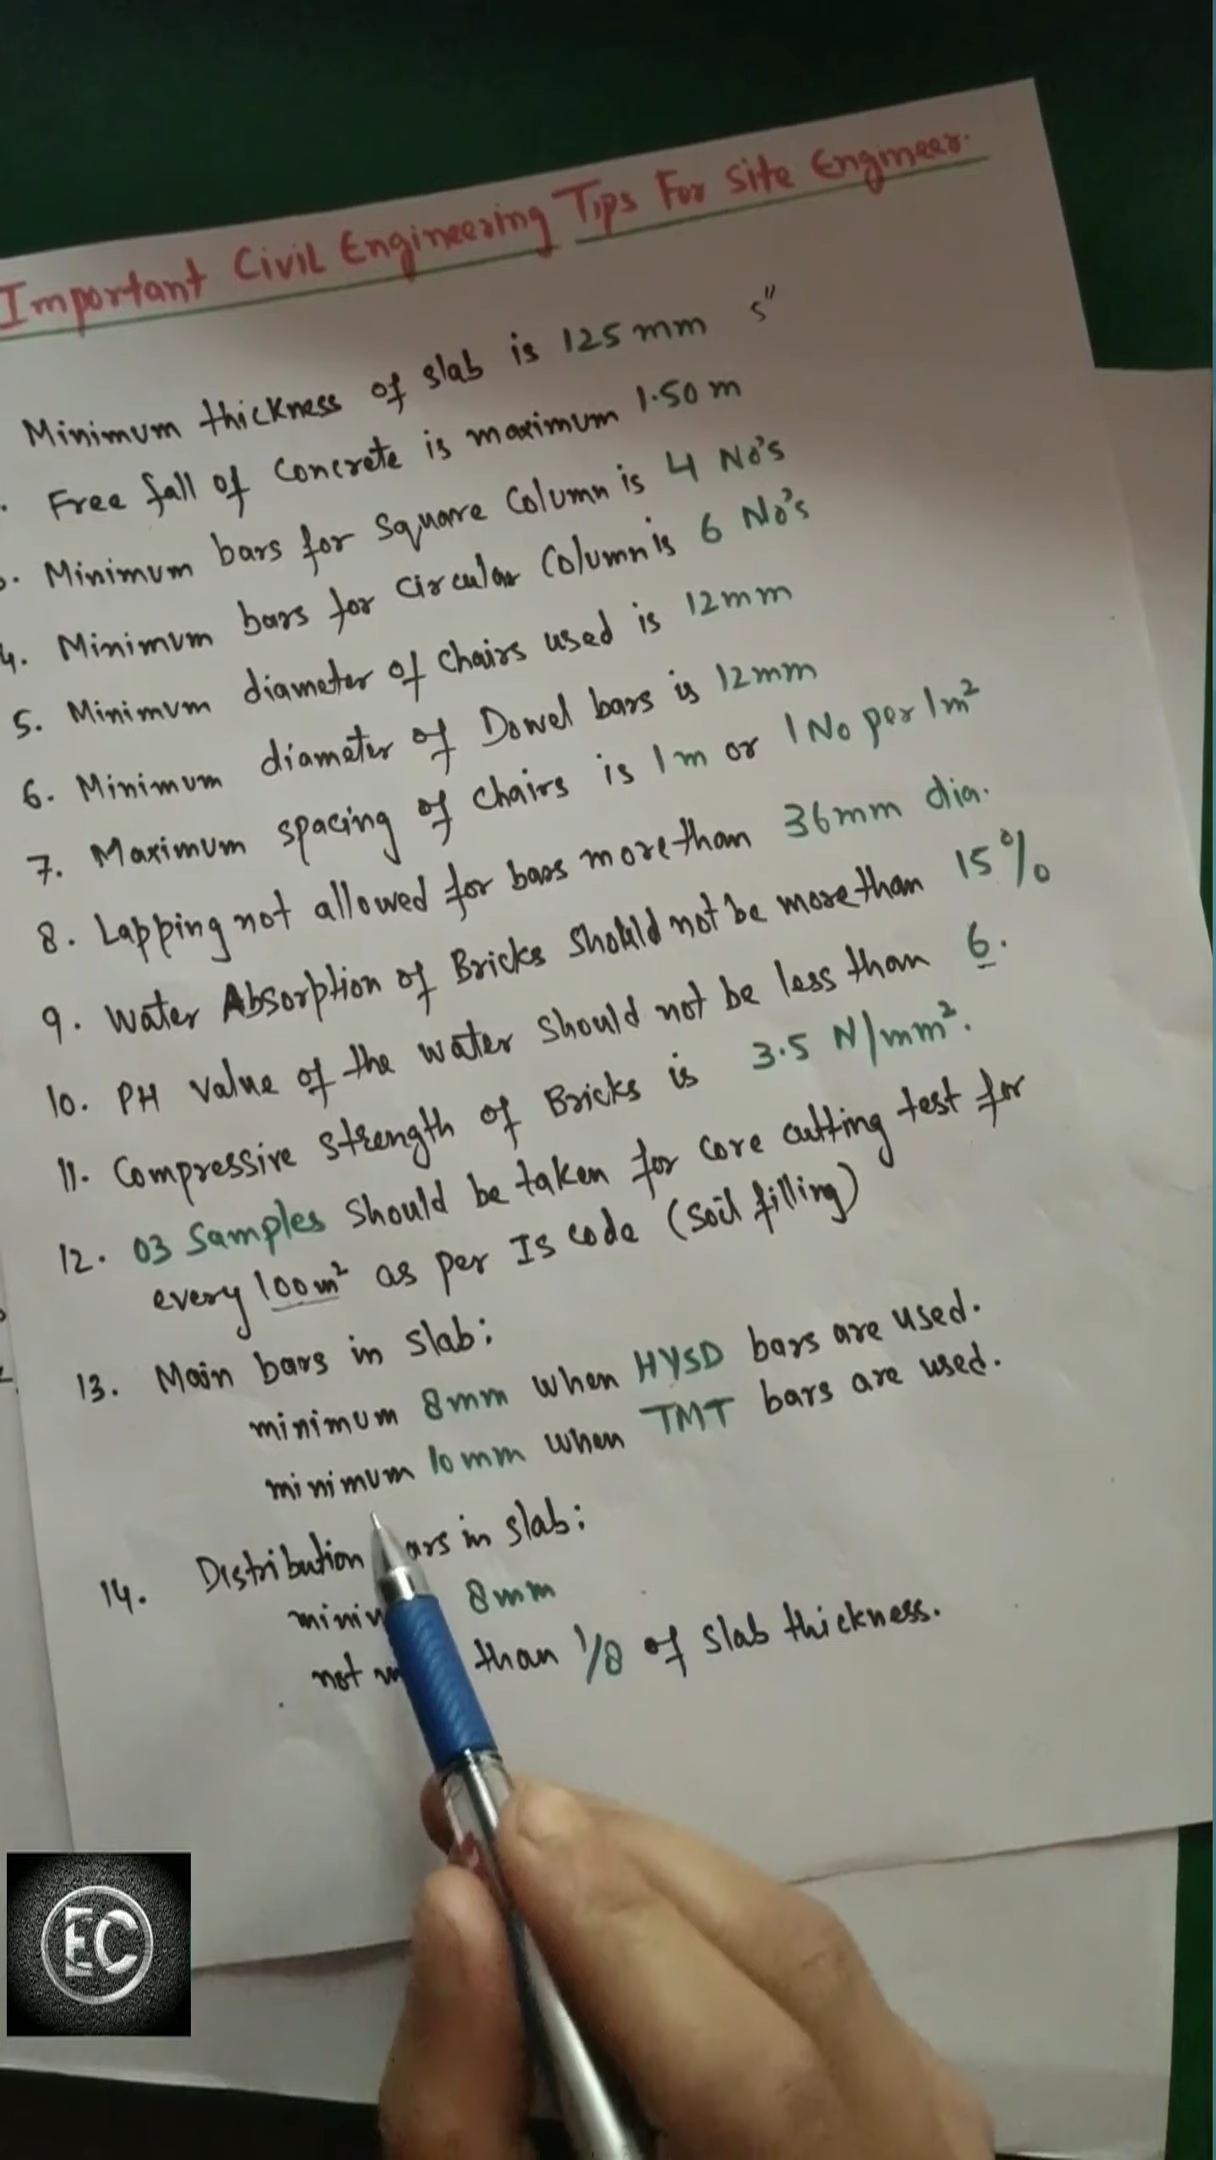 Important Civil Engineering Tips For Site Engineer.
Minimum thickness of slab is 125 mm 5"
Free fall of Concrete is maximum 1.50 m
Minimum bars for Square Column is 4 No's
4. Minimum bars for Circular Column is 6 No's
5. Minimum diameter of Chairs used is 12mm
6. Minimum diameter of Dowel bars is 12mm
7. Maximum spacing of Chairs is 1m or 1 No per 1m²
8. Lapping not allowed for bars more than 36mm dia.
9. Water Absorption of Bricks Should not be more than 15%
10. PH Value of the Water Should not be less than 6.
11. Compressive Strength of Bricks is 3.5 N/mm².
12. 03 Samples Should be taken for core cutting test for
every 100m² as per IS code (Soil filling)
13. Main bars in slab:
minimum 8mm when HYSD bars are used.
minimum 10mm when TMT bars are used.
14. Distribution in slab:
8mm
not than 1/8 of slab thickness.
EC